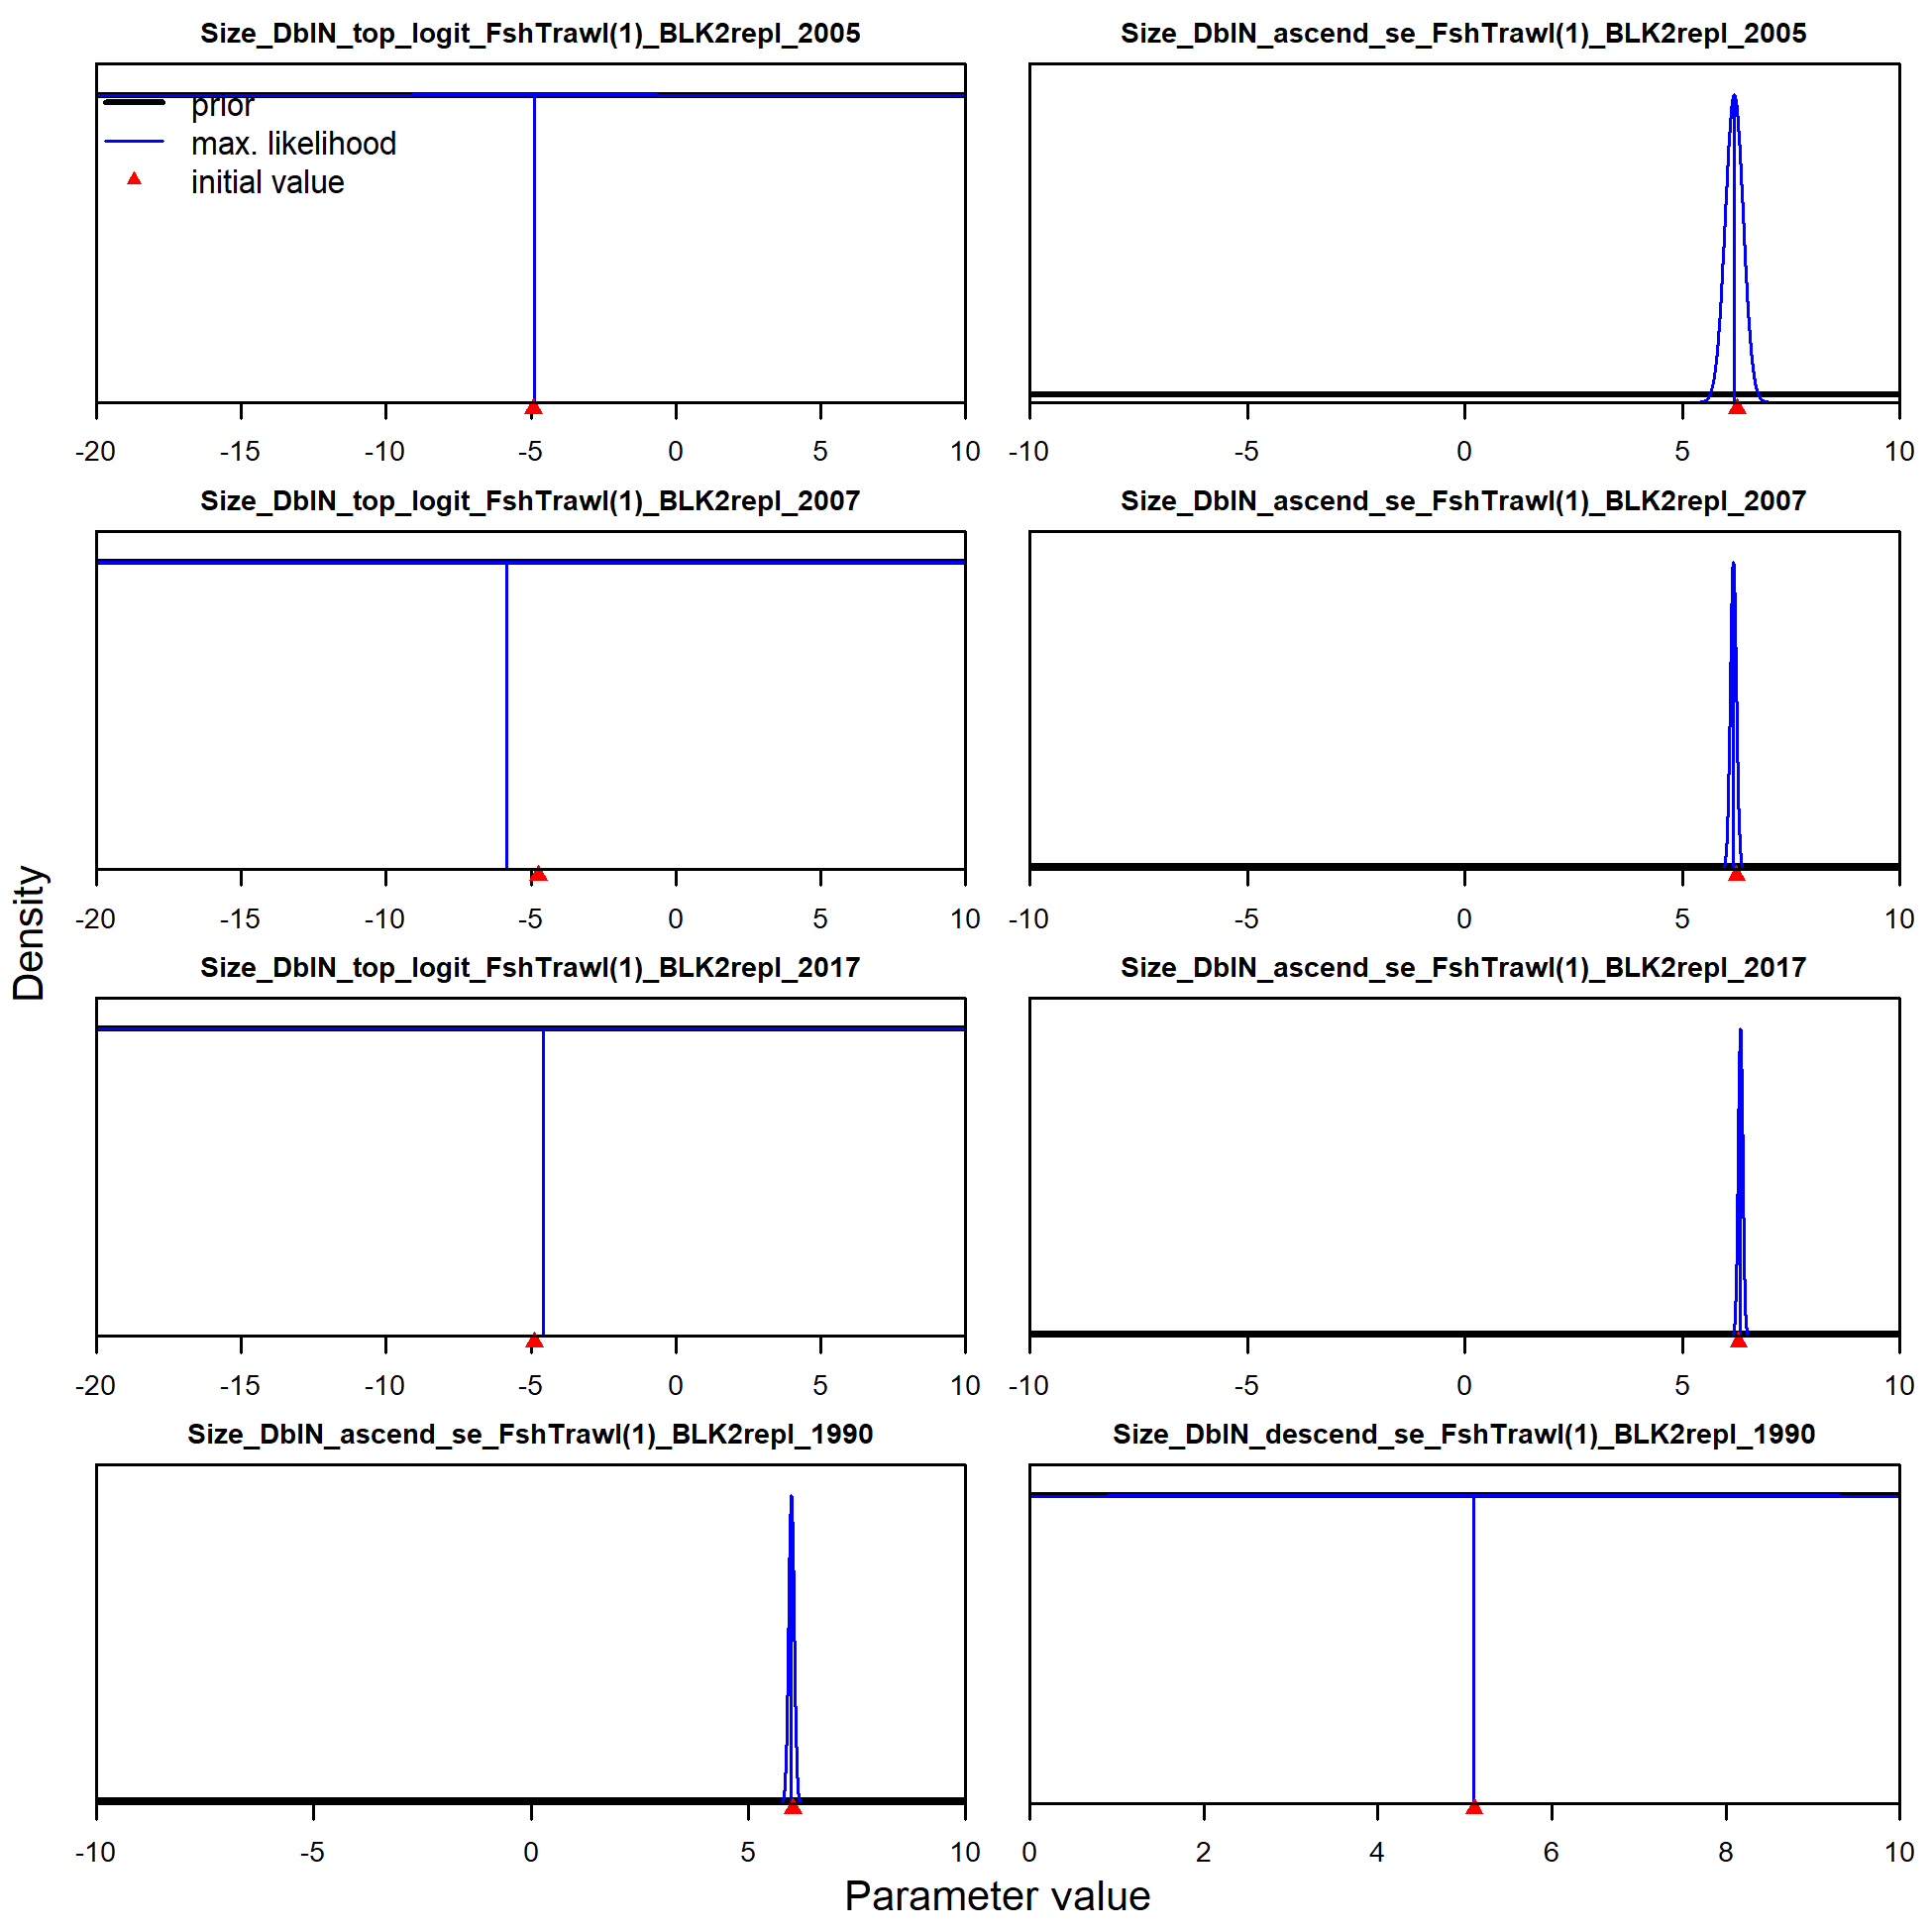 Size_DblN_top_logit_FshTrawl(1)_BLK2repl_2005
prior
max. likelihood
initial value
-20 -15 -10 -5 0 5 10
Size_DblN_ascend_se_FshTrawl(1)_BLK2repl_2005
-10 -5 0 5 10
Size_DblN_top_logit_FshTrawl(1)_BLK2repl_2007
-20 -15 -10 -5 0 5 10
Size_DblN_ascend_se_FshTrawl(1)_BLK2repl_2007
-10 -5 0 5 10
Size_DblN_top_logit_FshTrawl(1)_BLK2repl_2017
-20 -15 -10 -5 0 5 10
Size_DblN_ascend_se_FshTrawl(1)_BLK2repl_2017
-10 -5 0 5 10
Size_DblN_ascend_se_FshTrawl(1)_BLK2repl_1990
-10 -5 0 5 10
Size_DblN_descend_se_FshTrawl(1)_BLK2repl_1990
0 2 4 6 8 10
Density
Parameter value